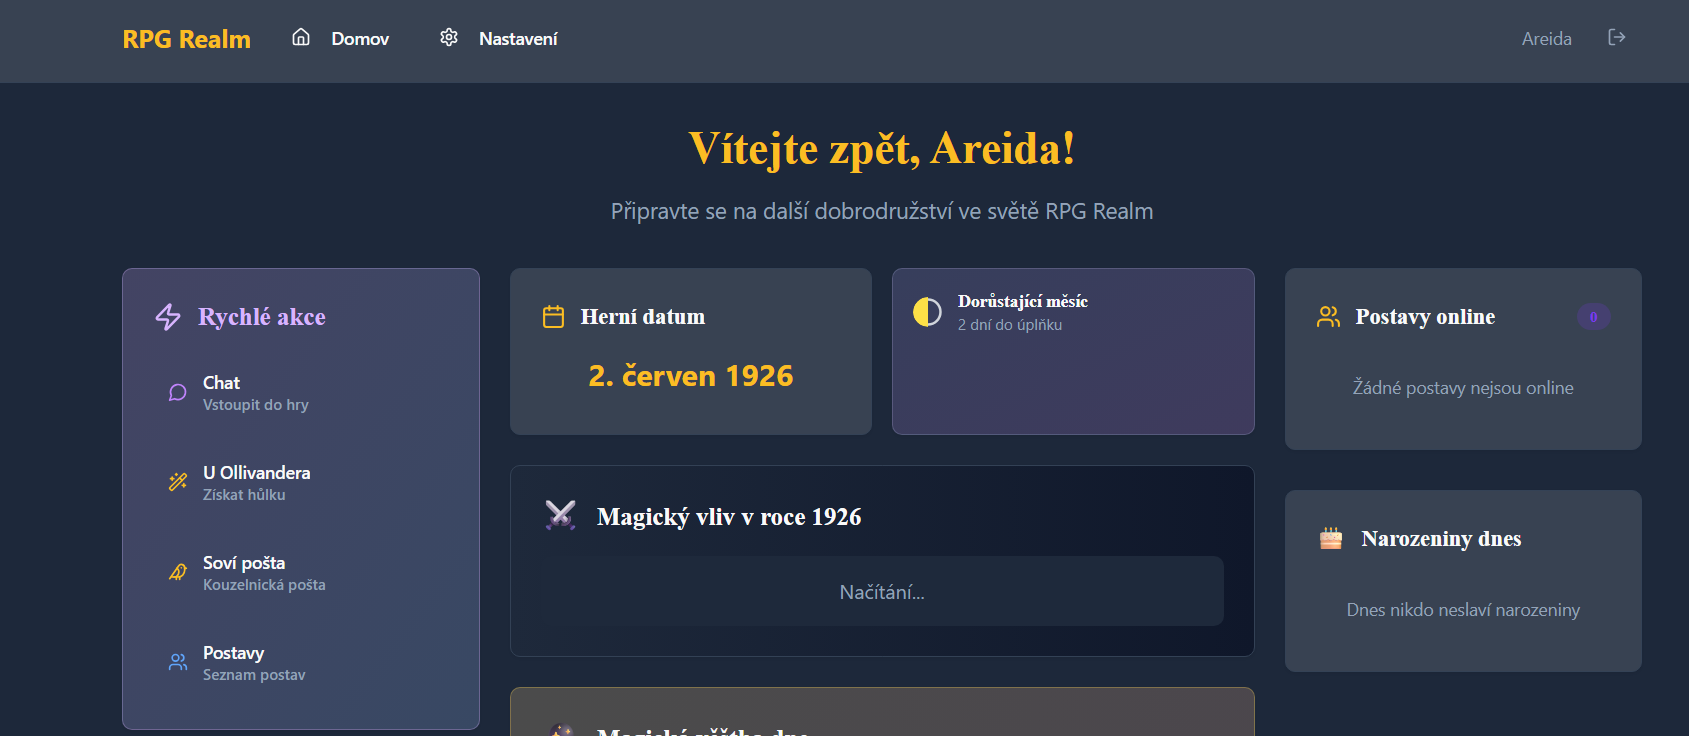 RPG Realm
Domov
Nastavení
Areida
Vítejte zpět, Areida!
Připravte se na další dobrodružství ve světě RPG Realm
Rychlé akce
Chat
Vstoupit do hry
U Ollivandera
Získat hůlku
Soví pošta
Kouzelnická pošta
Postavy
Seznam postav
Herní datum
2. červen 1926
Dorůstající měsíc
2 dní do úplňku
Magický vliv v roce 1926
Načítání...
Magická věštba dne
Postavy online
0
Žádné postavy nejsou online
Narozeniny dnes
Dnes nikdo neslaví narozeniny